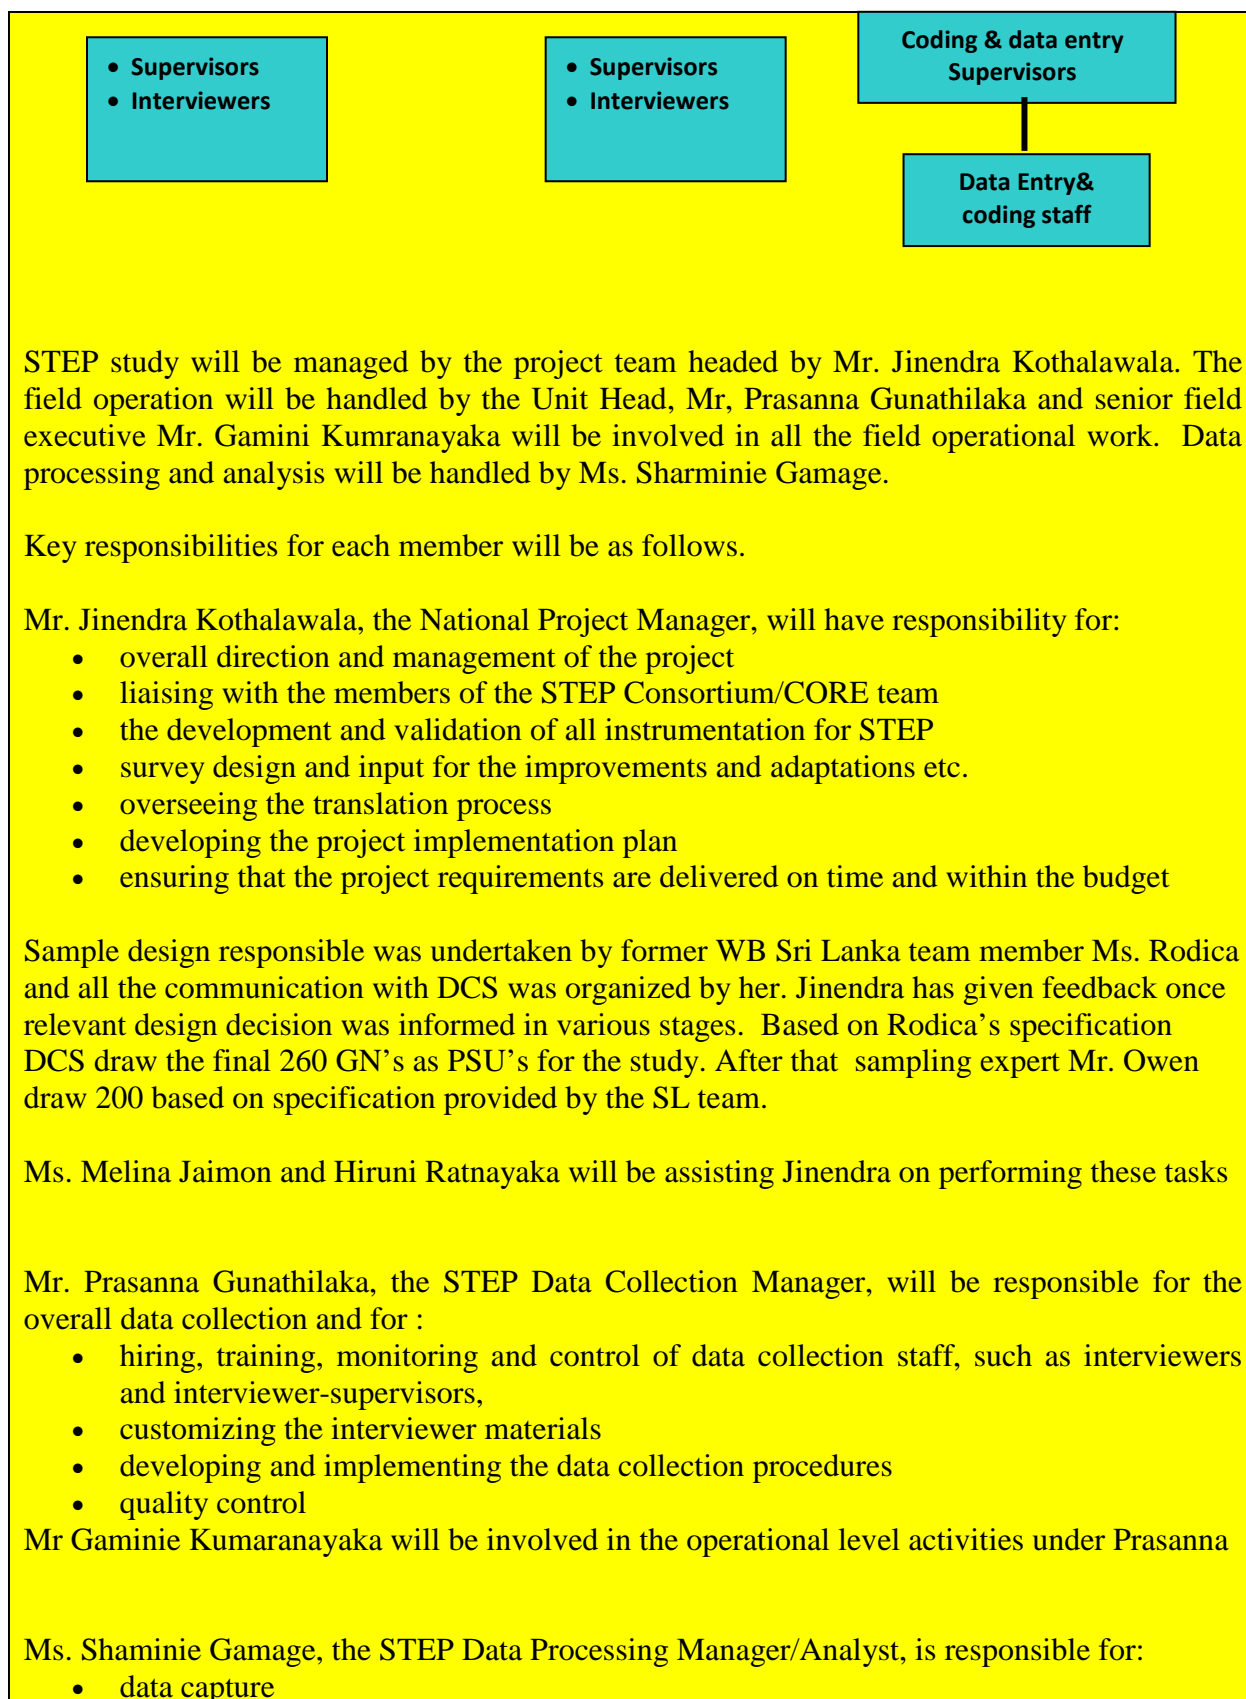 • Supervisors
• Interviewers
• Supervisors
• Interviewers
Coding & data entry
Supervisors
Data Entry&
coding staff
STEP study will be managed by the project team headed by Mr. Jinendra Kothalawala. The
field operation will be handled by the Unit Head, Mr, Prasanna Gunathilaka and senior field
executive Mr. Gamini Kumranayaka will be involved in all the field operational work. Data
processing and analysis will be handled by Ms. Sharminie Gamage.
Key responsibilities for each member will be as follows.
Mr. Jinendra Kothalawala, the National Project Manager, will have responsibility for:
• overall direction and management of the project
• liaising with the members of the STEP Consortium/CORE team
• the development and validation of all instrumentation for STEP
• survey design and input for the improvements and adaptations etc.
• overseeing the translation process
• developing the project implementation plan
• ensuring that the project requirements are delivered on time and within the budget
Sample design responsible was undertaken by former WB Sri Lanka team member Ms. Rodica
and all the communication with DCS was organized by her. Jinendra has given feedback once
relevant design decision was informed in various stages. Based on Rodica’s specification
DCS draw the final 260 GN’s as PSU’s for the study. After that sampling expert Mr. Owen
draw 200 based on specification provided by the SL team.
Ms. Melina Jaimon and Hiruni Ratnayaka will be assisting Jinendra on performing these tasks
Mr. Prasanna Gunathilaka, the STEP Data Collection Manager, will be responsible for the
overall data collection and for :
• hiring, training, monitoring and control of data collection staff, such as interviewers
and interviewer-supervisors,
• customizing the interviewer materials
• developing and implementing the data collection procedures
• quality control
Mr Gaminie Kumaranayaka will be involved in the operational level activities under Prasanna
Ms. Shaminie Gamage, the STEP Data Processing Manager/Analyst, is responsible for:
• data capture